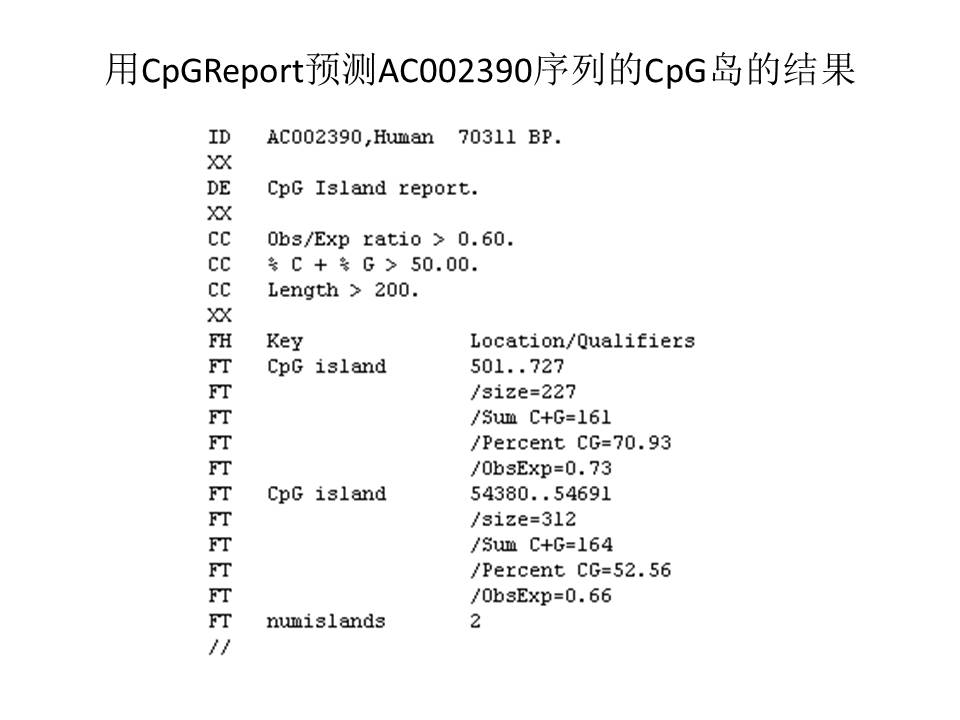 用CpGReport预测AC002390序列的CpG岛的结果
ID AC002390,Human 70311 BP.
XX
DE CpG Island report.
XX
CC Obs/Exp ratio > 0.60.
CC % C + % G > 50.00.
CC Length > 200.
XX
FH Key Location/Qualifiers
FT CpG island 501..727
FT /size=227
FT /Sum C+G=161
FT /Percent CG=70.93
FT /ObsExp=0.73
FT CpG island 54380..54691
FT /size=312
FT /Sum C+G=164
FT /Percent CG=52.56
FT /ObsExp=0.66
FT numislands 2
//